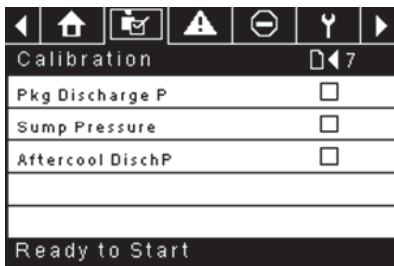 Calibration 7
Pkg Discharge P
Sump Pressure
Aftercool DischP
Ready to Start